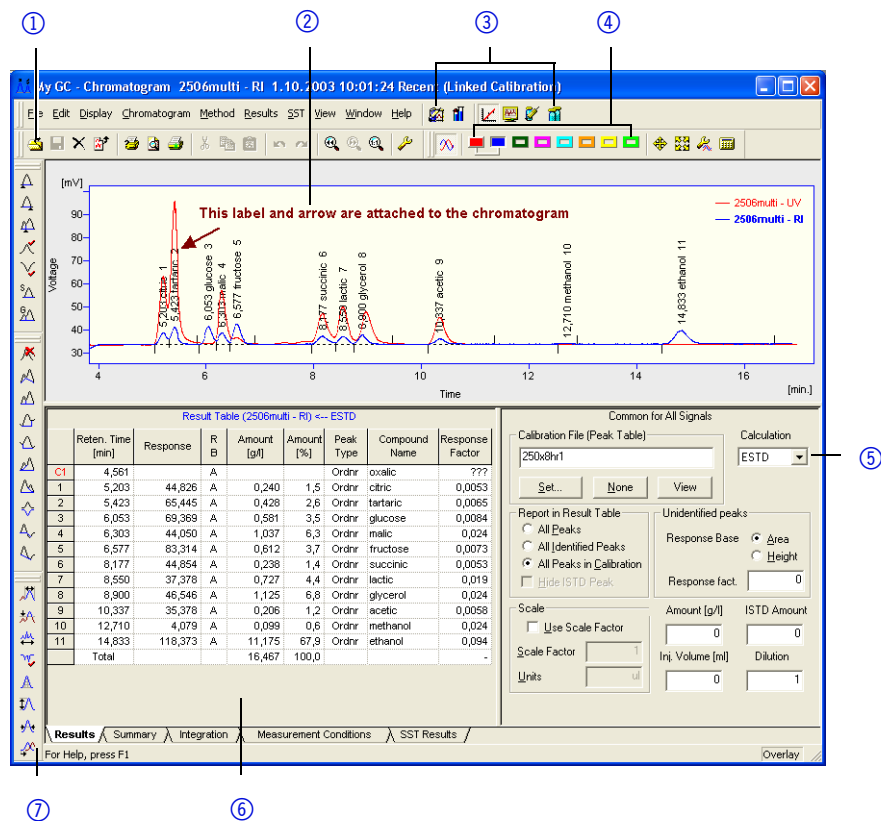 ① ② ③ ④
My GC - Chromatogram 2506multi - RI 1.10.2003 10:01:24 Recent (Linked Calibration)
File Edit Display Chromatogram Method Results SST View Window Help
[mV]
This label and arrow are attached to the chromatogram
2506multi - UV
2506multi - RI
Voltage
90
80
70
60
50
40
30
5,203 citric 1
5,423 tartaric 2
6,053 glucose 3
6,303 malic 4
6,577 fructose 5
8,177 succinic 6
8,550 lactic 7
8,900 glycerol 8
10,337 acetic 9
12,710 methanol 10
14,833 ethanol 11
4 6 8 10 12 14 16
Time
[min.]
Result Table (2506multi - RI) <-- ESTD
Reten. Time [min] Response R B Amount [g/l] Amount [%] Peak Type Compound Name Response Factor
C1 4,561 A Ordnr oxalic ???
1 5,203 44,826 A 0,240 1,5 Ordnr citric 0,0053
2 5,423 65,445 A 0,428 2,6 Ordnr tartaric 0,0065
3 6,053 69,369 A 0,581 3,5 Ordnr glucose 0,0084
4 6,303 44,050 A 1,037 6,3 Ordnr malic 0,024
5 6,577 83,314 A 0,612 3,7 Ordnr fructose 0,0073
6 8,177 44,854 A 0,238 1,4 Ordnr succinic 0,0053
7 8,550 37,378 A 0,727 4,4 Ordnr lactic 0,019
8 8,900 46,546 A 1,125 6,8 Ordnr glycerol 0,024
9 10,337 35,378 A 0,206 1,2 Ordnr acetic 0,0058
10 12,710 4,079 A 0,099 0,6 Ordnr methanol 0,024
11 14,833 118,373 A 11,175 67,9 Ordnr ethanol 0,094
Total 16,467 100,0 -
Common for All Signals
Calibration File (Peak Table)
250x8hr1
Set... None View
Calculation
ESTD
⑤
Report in Result Table
All Peaks
All Identified Peaks
All Peaks in Calibration
Hide ISTD Peak
Unidentified peaks
Response Base Area
Height
Response fact. 0
Scale
Use Scale Factor
Scale Factor 1
Units ul
Amount [g/l] ISTD Amount
0 0
Inj. Volume [ml] Dilution
0 1
Results Summary Integration Measurement Conditions SST Results
For Help, press F1
Overlay
⑦ ⑥